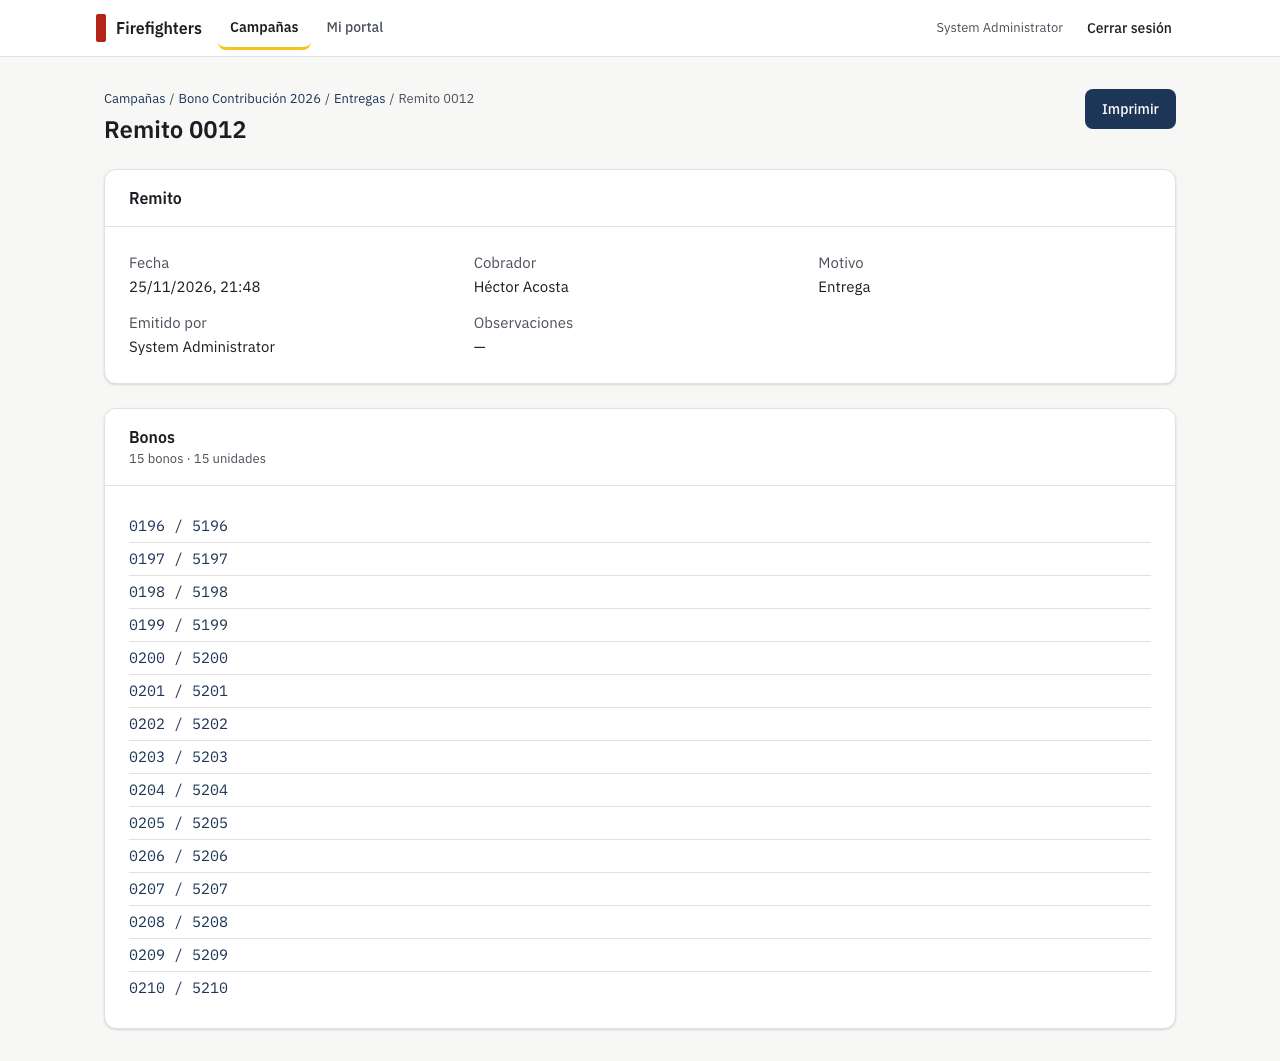 Firefighters Campañas Mi portal System Administrator Cerrar sesión
Campañas / Bono Contribución 2026 / Entregas / Remito 0012
Remito 0012
Imprimir
Remito
Fecha Cobrador Motivo
25/11/2026, 21:48 Héctor Acosta Entrega
Emitido por Observaciones
System Administrator —
Bonos
15 bonos · 15 unidades
0196 / 5196
0197 / 5197
0198 / 5198
0199 / 5199
0200 / 5200
0201 / 5201
0202 / 5202
0203 / 5203
0204 / 5204
0205 / 5205
0206 / 5206
0207 / 5207
0208 / 5208
0209 / 5209
0210 / 5210